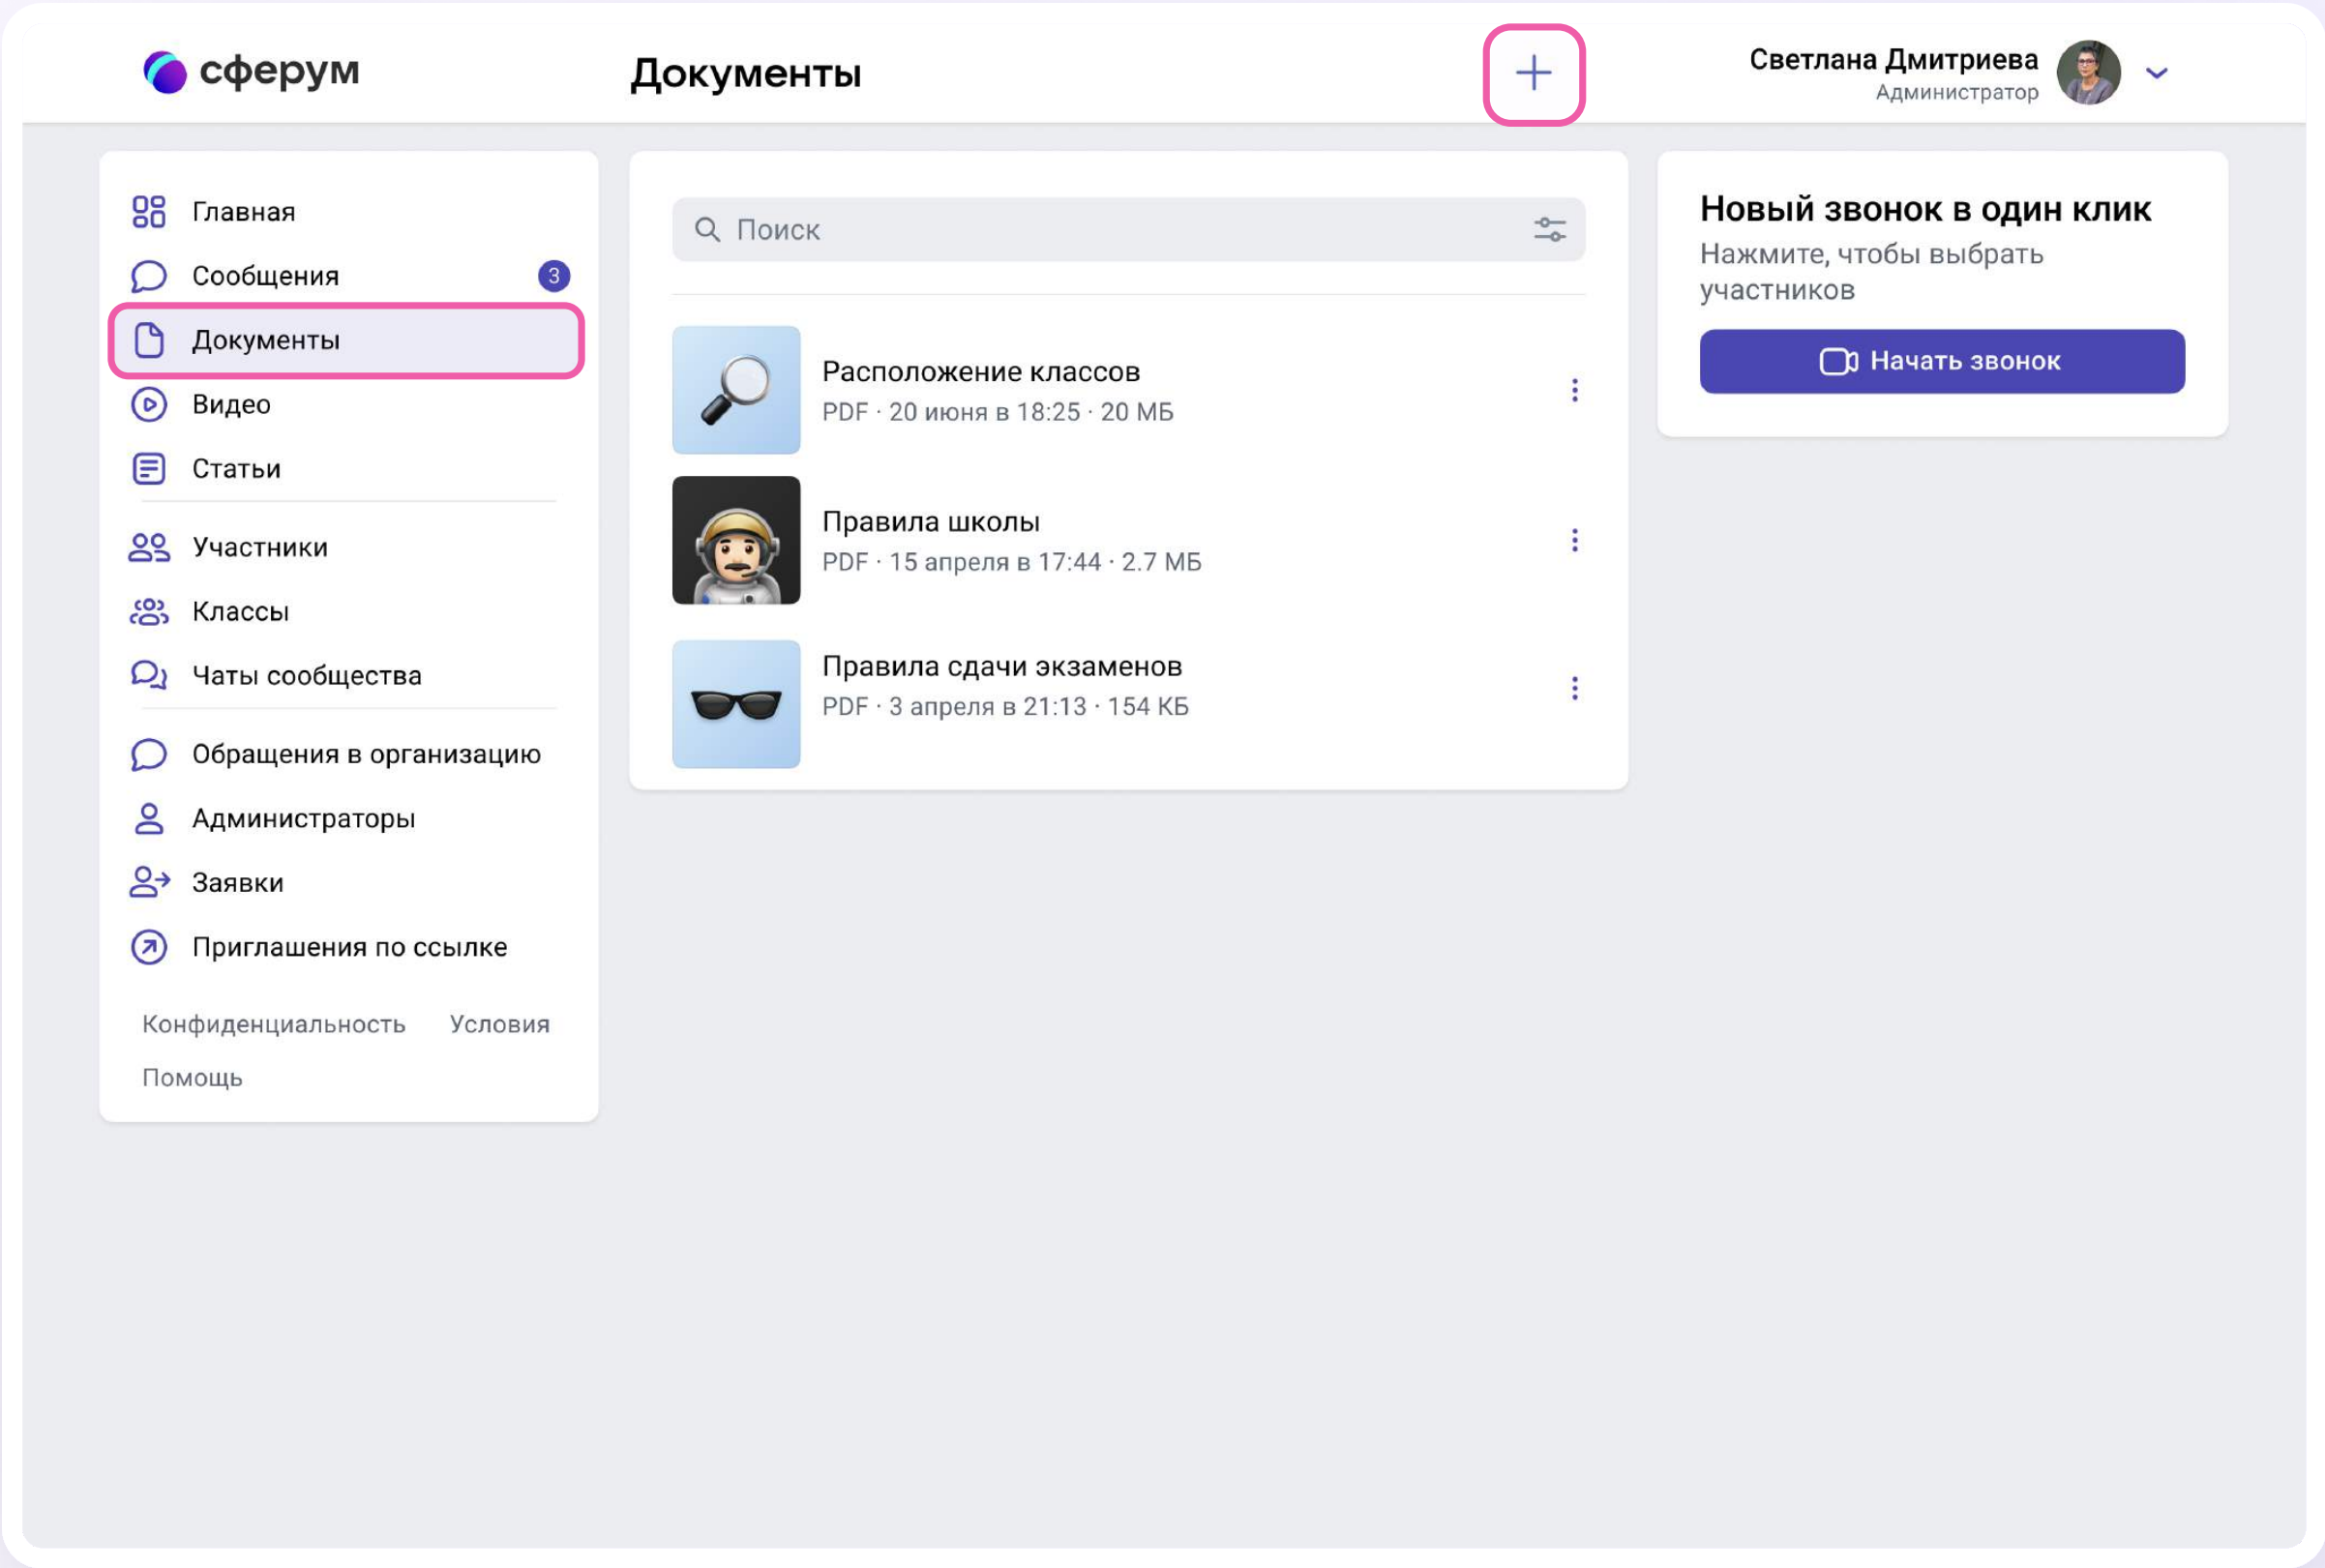 сферум
Документы
Светлана Дмитриева
Администратор
Главная
Сообщения
3
Документы
Видео
Статьи
Участники
Классы
Чаты сообщества
Обращения в организацию
Администраторы
Заявки
Приглашения по ссылке
Конфиденциальность Условия
Помощь
Поиск
Расположение классов
PDF · 20 июня в 18:25 · 20 МБ
Правила школы
PDF · 15 апреля в 17:44 · 2.7 МБ
Правила сдачи экзаменов
PDF · 3 апреля в 21:13 · 154 КБ
Новый звонок в один клик
Нажмите, чтобы выбрать
участников
Начать звонок